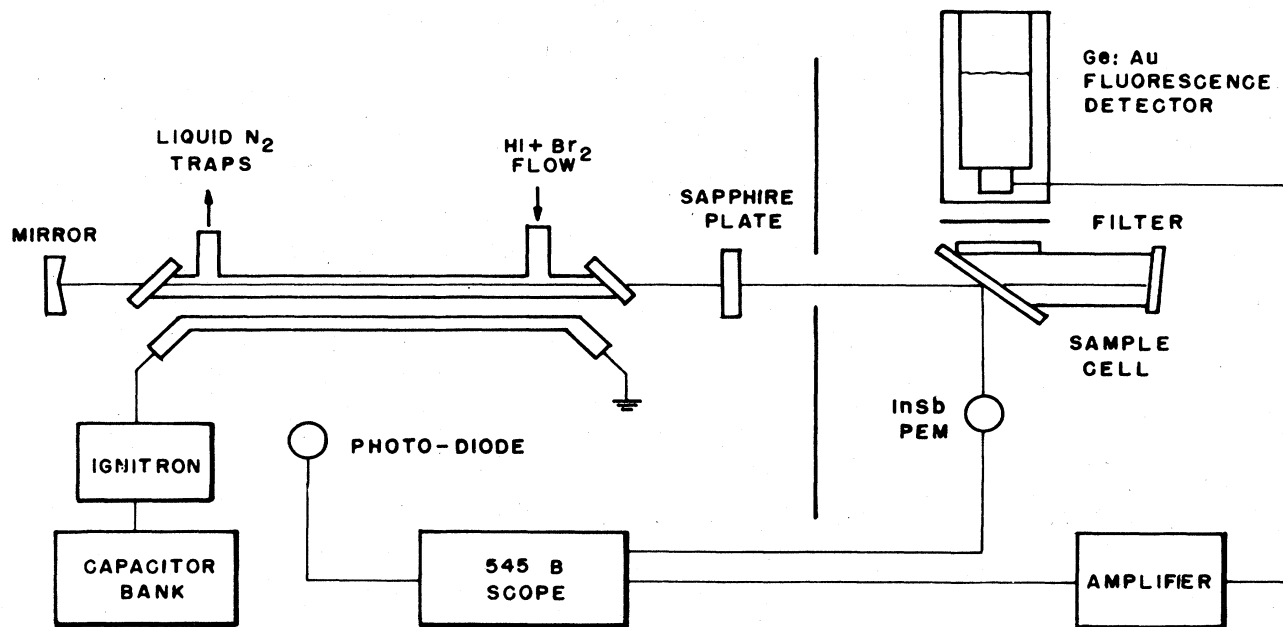 Ge: Au
FLUORESCENCE
DETECTOR
LIQUID N2
TRAPS
HI + Br2
FLOW
SAPPHIRE
PLATE
MIRROR
FILTER
SAMPLE
CELL
InSb
PEM
PHOTO-DIODE
IGNITRON
CAPACITOR
BANK
545 B
SCOPE
AMPLIFIER